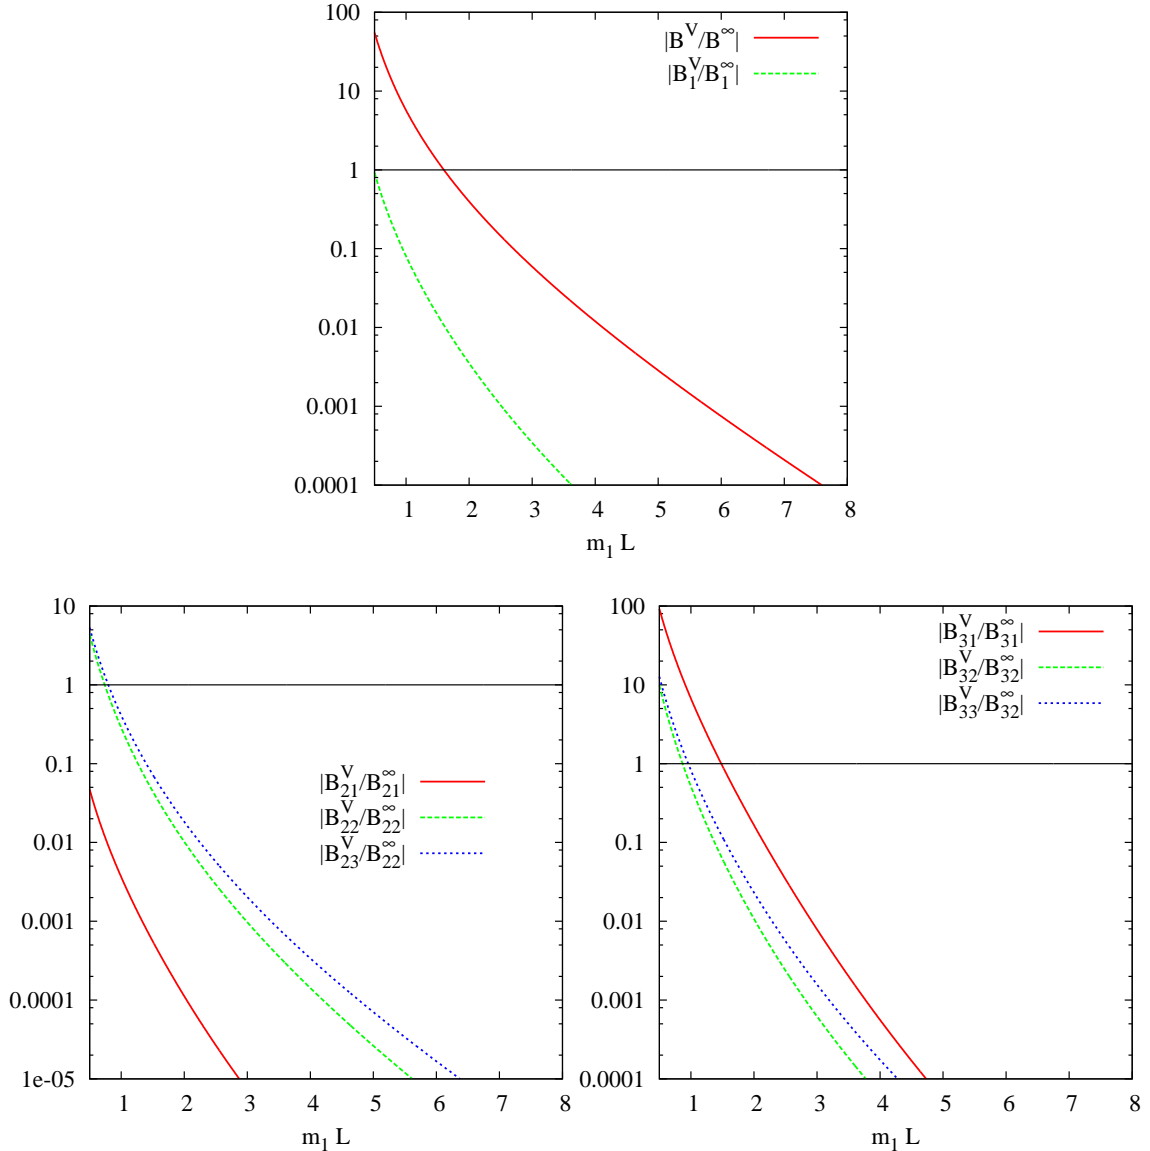 100
10
1
0.1
0.01
0.001
0.0001
|B^V/B^∞|
|B_1^V/B_1^∞|
1 2 3 4 5 6 7 8
m_1 L
10
1
0.1
0.01
0.001
0.0001
1e-05
|B_21^V/B_21^∞|
|B_22^V/B_22^∞|
|B_23^V/B_22^∞|
1 2 3 4 5 6 7 8
m_1 L
100
10
1
0.1
0.01
0.001
0.0001
|B_31^V/B_31^∞|
|B_32^V/B_32^∞|
|B_33^V/B_32^∞|
1 2 3 4 5 6 7 8
m_1 L